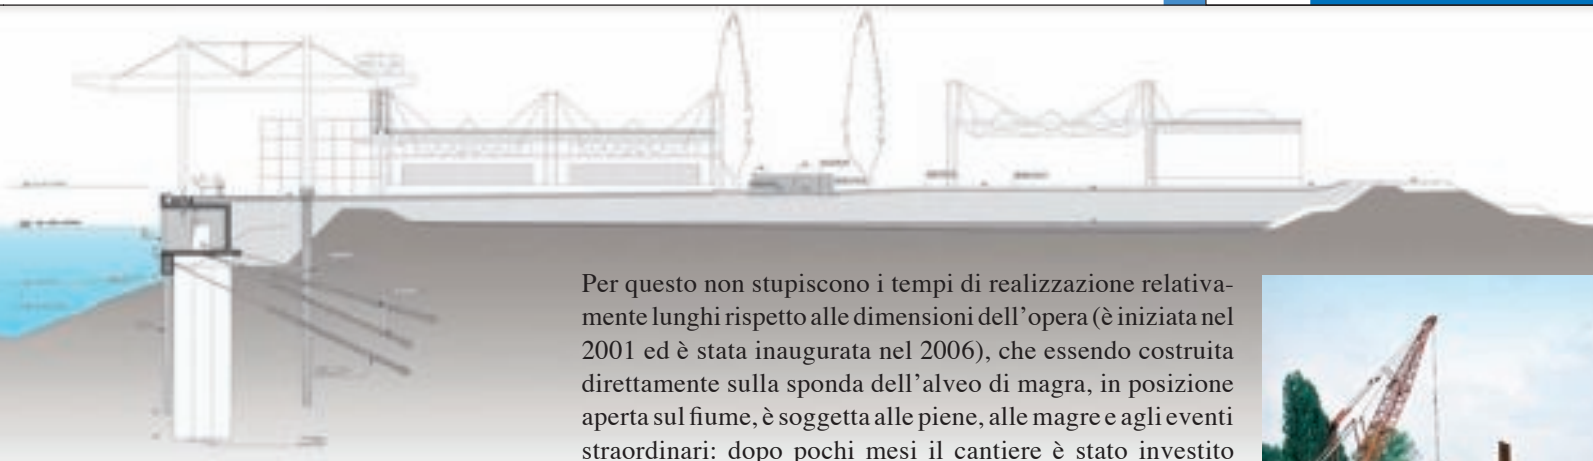 Per questo non stupiscono i tempi di realizzazione relativa-
mente lunghi rispetto alle dimensioni dell'opera (è iniziata nel
2001 ed è stata inaugurata nel 2006), che essendo costruita
direttamente sulla sponda dell'alveo di magra, in posizione
aperta sul fiume, è soggetta alle piene, alle magre e agli eventi
straordinari: dopo pochi mesi il cantiere è stato investito